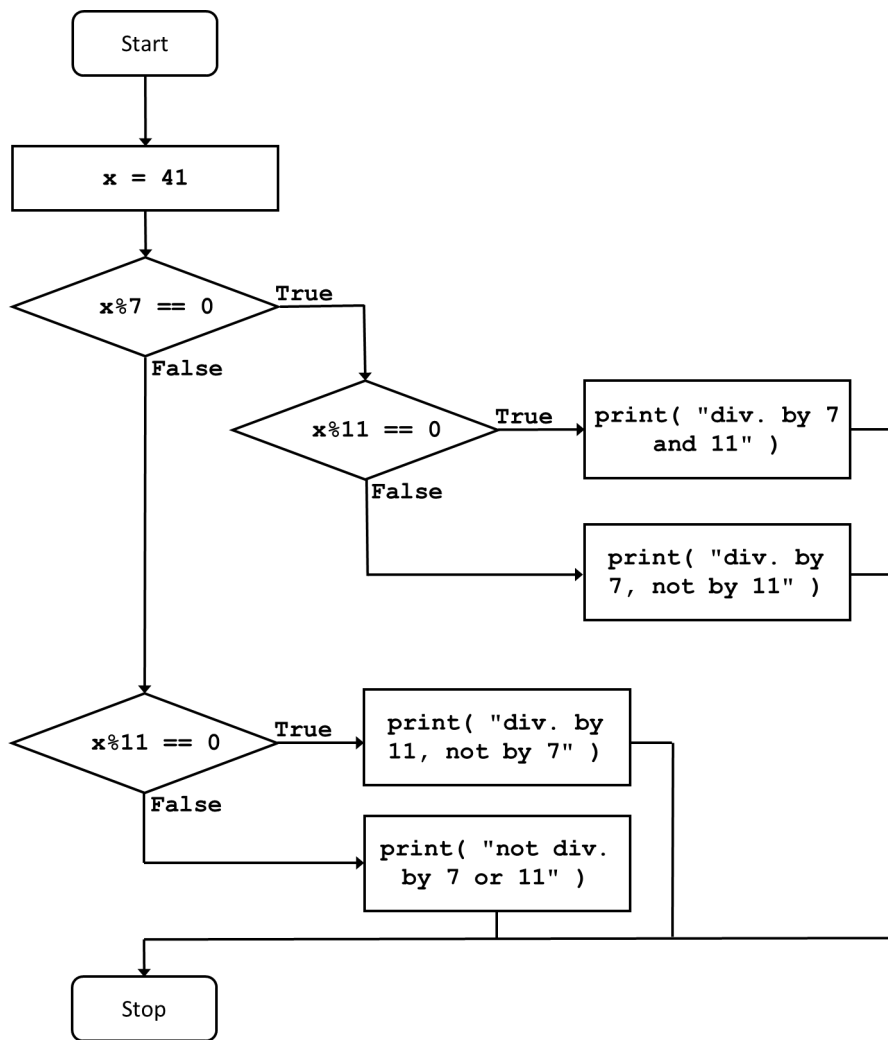 Start
x = 41
x%7 == 0
True
False
x%11 == 0
True
print( "div. by 7
and 11" )
False
print( "div. by
7, not by 11" )
x%11 == 0
True
print( "div. by
11, not by 7" )
False
print( "not div.
by 7 or 11" )
Stop